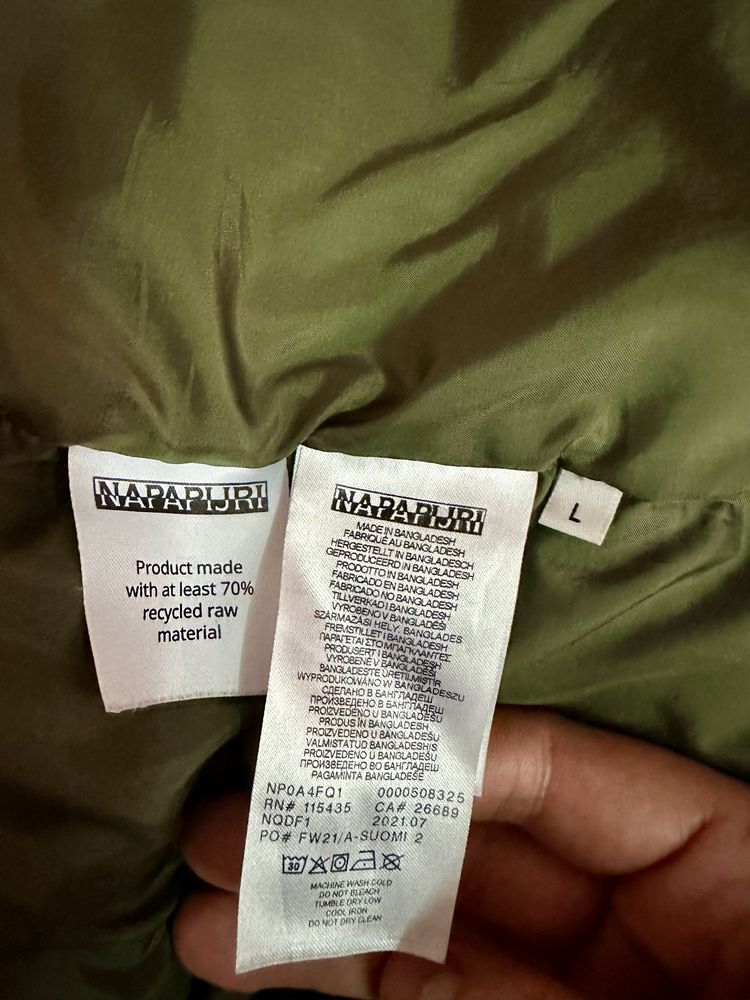 NAPAPIJRI
Product made
with at least 70%
recycled raw
material
NAPAPIJRI
MADE IN BANGLADESH
FABRIQUÉ AU BANGLADESH
HERGESTELLT IN BANGLADESCH
GEPRODUCEERD IN BANGLADESH
PRODOTTO IN BANGLADESH
FABRICADO EN BANGLADESH
FABRICADO NO BANGLADESH
TILLVERKAD I BANGLADESH
VYROBENO V BANGLADÉŠI
SZÁRMAZÁSI HELY: BANGLADES
FREMSTILLET I BANGLADESH
ΠΑΡΑΓΕΤΑΙ ΣΤΟ ΜΠΑΓΚΛΑΝΤΕΣ
PRODUSERT I BANGLADESH
VYROBENÉ V BANGLADÉŠI
BANGLADESTE ÜRETILMISTIR
WYPRODUKOWANO W BANGLADESZU
СДЕЛАНО В БАНГЛАДЕШ
ПРОИЗВЕДЕНО В БАНГЛАДЕШ
PROIZVEDENO U BANGLADEŠU
PRODUS ÎN BANGLADESH
PROIZVEDENO U BANGLADEŠU
VALMISTATUD BANGLADESHIS
PROIZVEDENO U BANGLADEŠU
ПРОИЗВЕДЕНО ВО БАНГЛАДЕШ
PAGAMINTA BANGLADEŠE
NP0A4FQ1 0000508325
RN# 115435 CA# 26689
NQDF1 2021.07
PO# FW21/A-SUOMI 2
30
MACHINE WASH COLD
DO NOT BLEACH
TUMBLE DRY LOW
COOL IRON
DO NOT DRY CLEAN
L